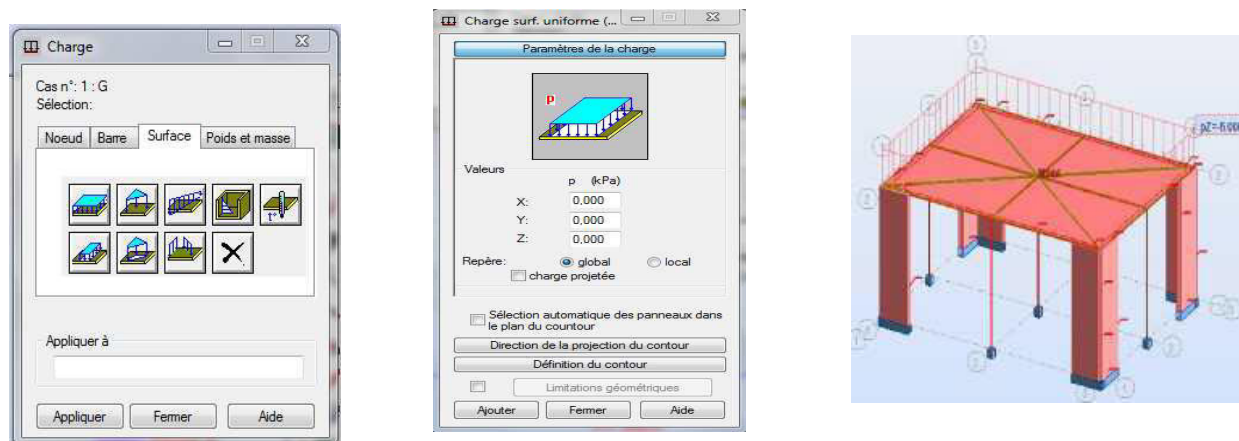 Charge
Cas n°: 1 : G
Sélection:
Noeud Barre Surface Poids et masse
t°
Appliquer à
Appliquer Fermer Aide
Charge surf. uniforme (...
Paramètres de la charge
P
Valeurs
p (kPa)
X: 0,000
Y: 0,000
Z: 0,000
Repère: global local
charge projetée
Sélection automatique des panneaux dans
le plan du countour
Direction de la projection du contour
Définition du contour
Limitations géométriques
Ajouter Fermer Aide